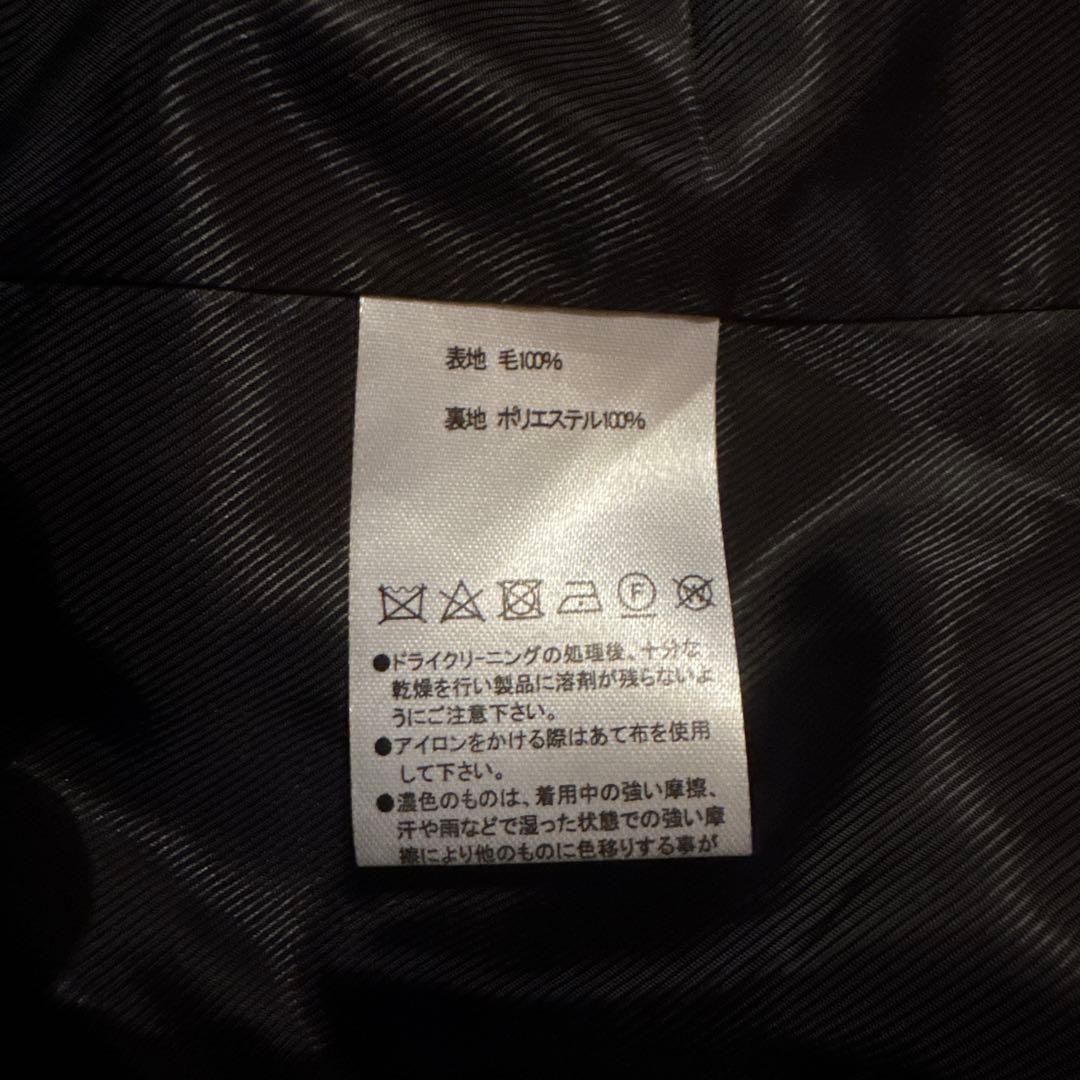 表地 毛100%
裏地 ポリエステル100%
F
W
●ドライクリーニングの処理後、十分な
乾燥を行い製品に溶剤が残らないよ
うにご注意下さい。
●アイロンをかける際はあて布を使用
して下さい。
●濃色のものは、着用中の強い摩擦、
汗や雨などで湿った状態での強い摩
擦により他のものに色移りする事が